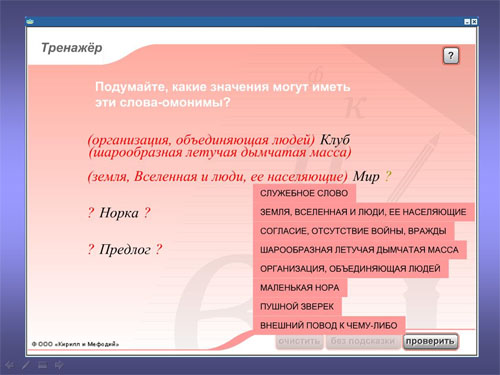 Тренажёр
?
Подумайте, какие значения могут иметь
эти слова-омонимы?
(организация, объединяющая людей) Клуб
(шарообразная летучая дымчатая масса)
(земля, Вселенная и люди, ее населяющие) Мир ?
СЛУЖЕБНОЕ СЛОВО
? Норка ?
ЗЕМЛЯ, ВСЕЛЕННАЯ И ЛЮДИ, ЕЕ НАСЕЛЯЮЩИЕ
СОГЛАСИЕ, ОТСУТСТВИЕ ВОЙНЫ, ВРАЖДЫ
? Предлог ?
ШАРООБРАЗНАЯ ЛЕТУЧАЯ ДЫМЧАТАЯ МАССА
ОРГАНИЗАЦИЯ, ОБЪЕДИНЯЮЩАЯ ЛЮДЕЙ
МАЛЕНЬКАЯ НОРА
ПУШНОЙ ЗВЕРЕК
ВНЕШНИЙ ПОВОД К ЧЕМУ-ЛИБО
© ООО «Кирилл и Мефодий»
очистить без подсказки проверить